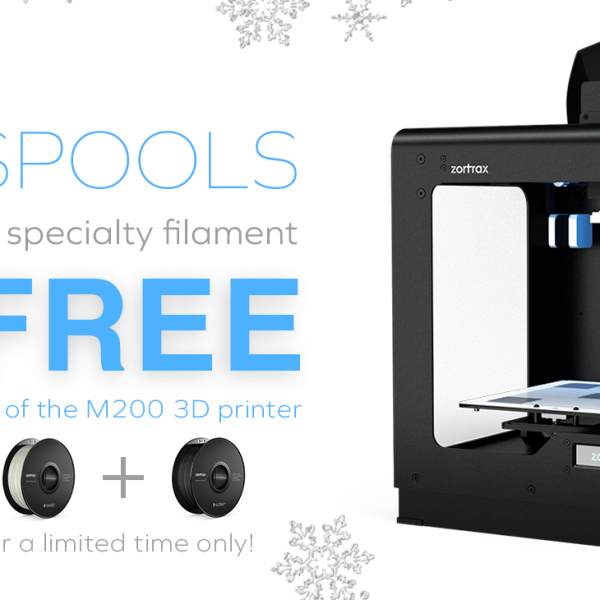 SPOOLS
specialty filament
FREE
of the M200 3D printer
+
r a limited time only!
zortrax